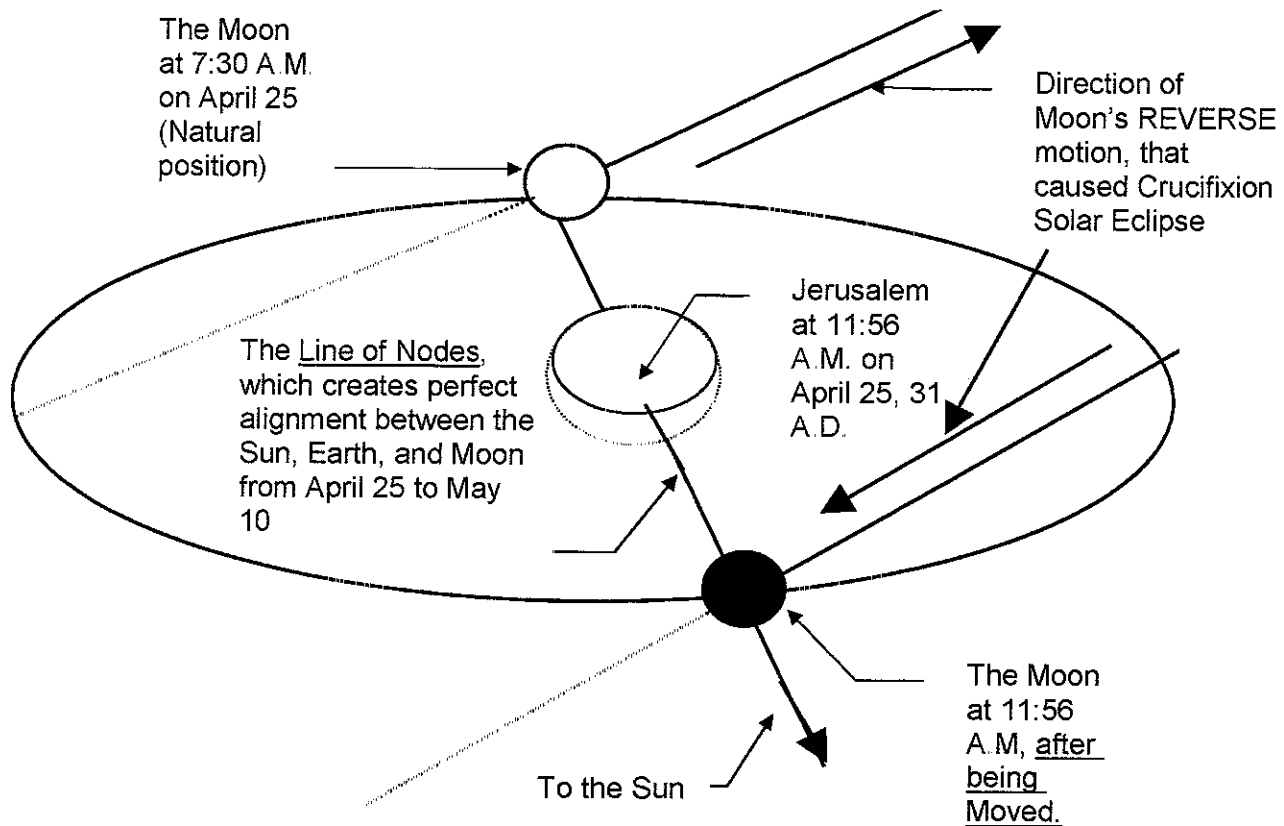 The Moon
at 7:30 A.M.
on April 25
(Natural
position)
Direction of
Moon's REVERSE
motion, that
caused Crucifixion
Solar Eclipse
Jerusalem
at 11:56
A.M. on
April 25, 31
A.D.
The Line of Nodes,
which creates perfect
alignment between the
Sun, Earth, and Moon
from April 25 to May
10
The Moon
at 11:56
A.M, after
being
Moved.
To the Sun